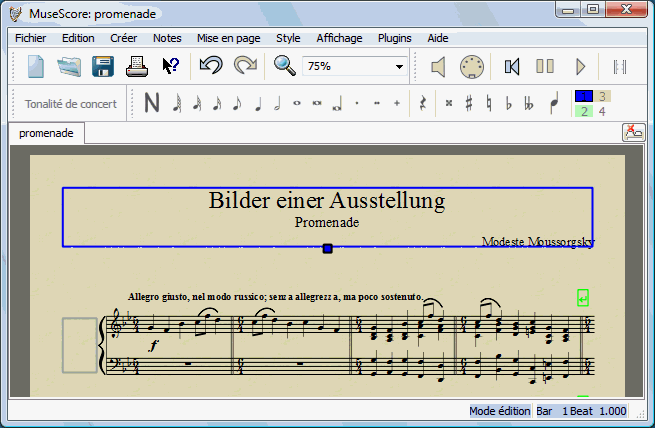 MuseScore: promenade
Fichier Edition Créer Notes Mise en page Style Affichage Plugins Aide
75%
Tonalité de concert N 1 3
2 4
promenade
Bilder einer Ausstellung
Promenade
Modeste Moussorgsky
Allegro giusto, nel modo russico; senza allegrezza, ma poco sostenuto.
f
Mode édition Bar 1 Beat 1.000